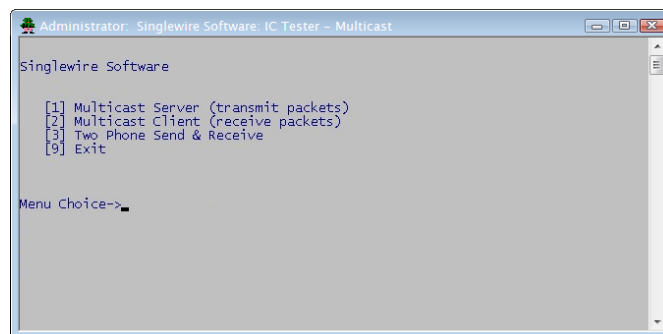 Administrator: Singlewire Software: IC Tester – Multicast
Singlewire Software
[1] Multicast Server (transmit packets)
[2] Multicast Client (receive packets)
[3] Two Phone Send & Receive
[9] Exit
Menu Choice->_